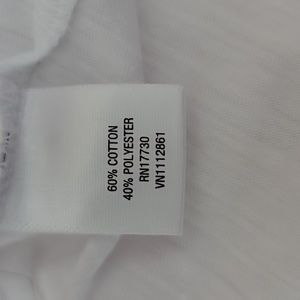 60% COTTON
40% POLYESTER
RN17730
VN1112861